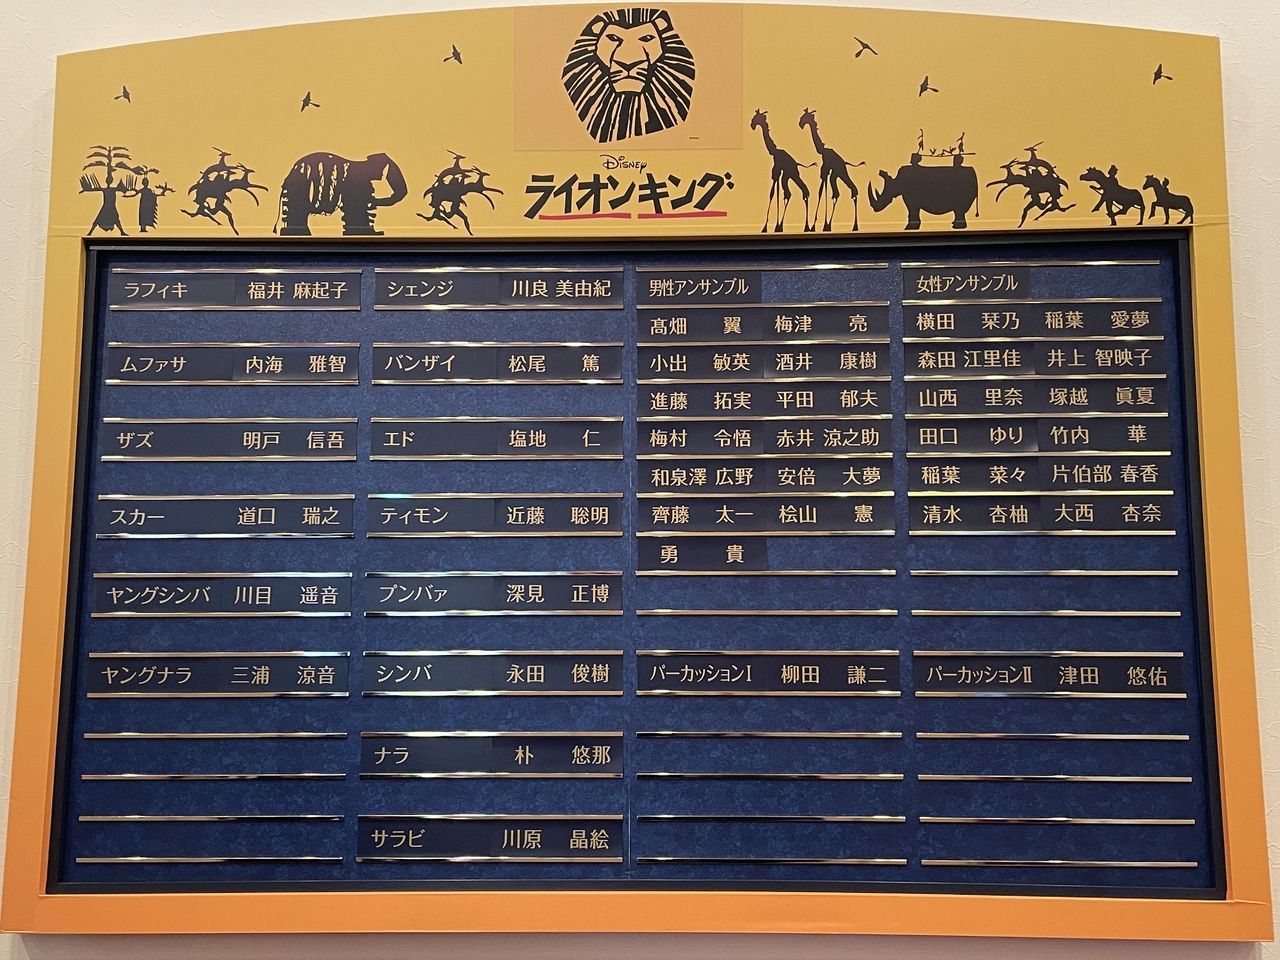 Disney
ライオンキング
ラフィキ 福井 麻起子
ムファサ 内海 雅智
ザズ 明戸 信吾
スカー 道口 瑞之
ヤングシンバ 川目 遥音
ヤングナラ 三浦 涼音
シェンジ 川良 美由紀
バンザイ 松尾 篤
エド 塩地 仁
ティモン 近藤 聡明
プンバァ 深見 正博
シンバ 永田 俊樹
ナラ 朴 悠那
サラビ 川原 晶絵
男性アンサンブル
髙畑 翼 梅津 亮
小出 敏英 酒井 康樹
進藤 拓実 平田 郁夫
梅村 令悟 赤井 涼之助
和泉澤 広野 安倍 大夢
齊藤 太一 桧山 憲
勇 貴
パーカッションⅠ 柳田 謙二
女性アンサンブル
横田 栞乃 稲葉 愛夢
森田 江里佳 井上 智映子
山西 里奈 塚越 眞夏
田口 ゆり 竹内 華
稲葉 菜々 片伯部 春香
清水 杏柚 大西 杏奈
パーカッションⅡ 津田 悠佑